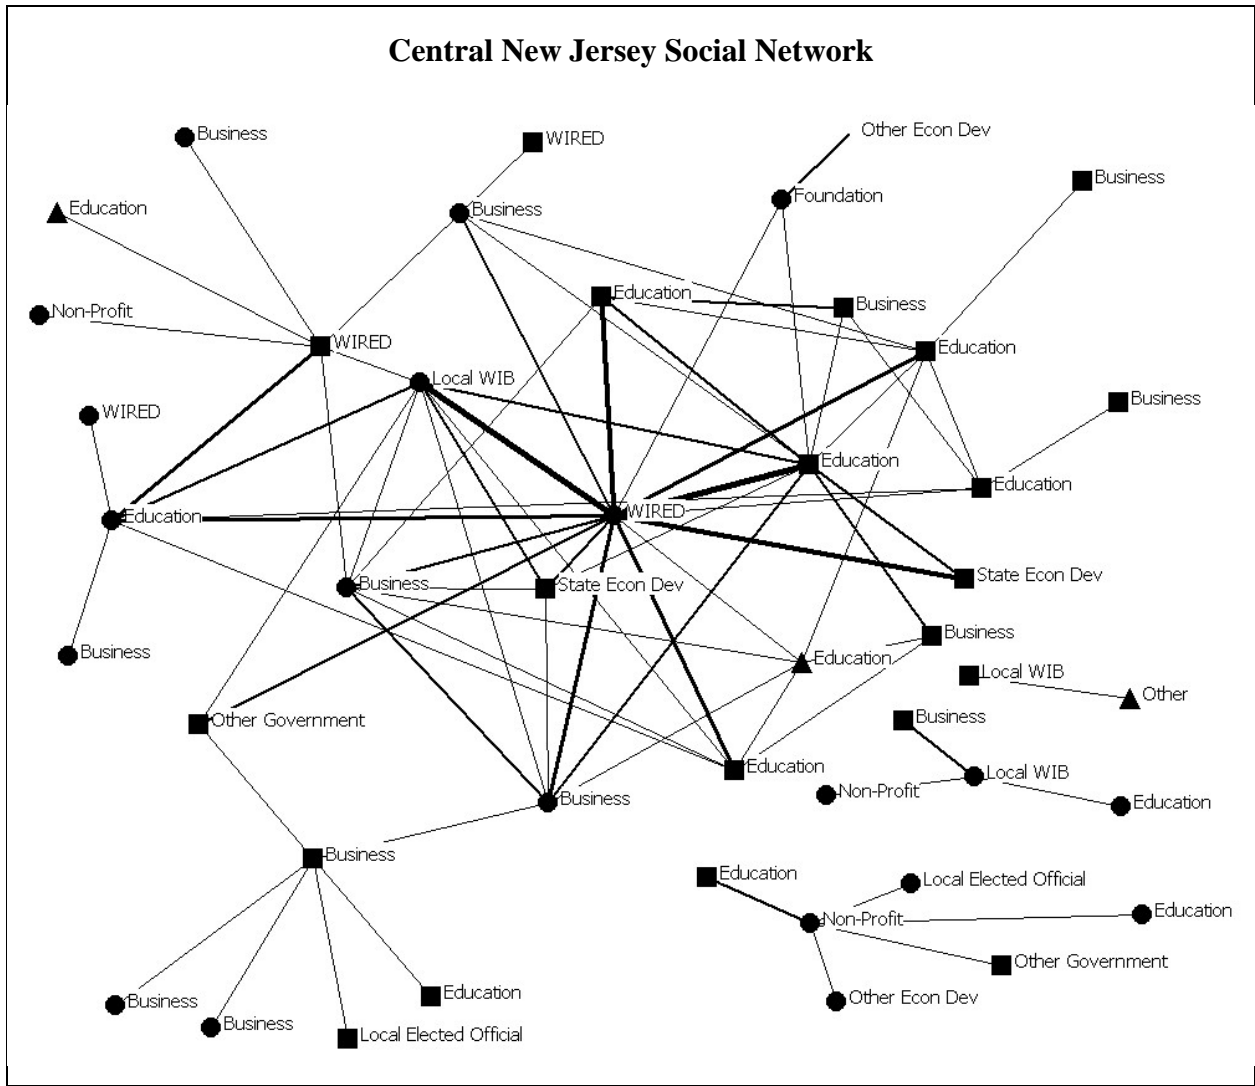 Central New Jersey Social Network
Other Econ Dev
Business
WIRED
Business
Foundation
Education
Business
Education
Business
Non-Profit
WIRED
Education
Local WIB
Business
WIRED
Education
Education
Education
WIRED
State Econ Dev
Business
State Econ Dev
Business
Business
Education
Local WIB
Other
Other Government
Business
Education
Local WIB
Non-Profit
Business
Education
Business
Education
Local Elected Official
Non-Profit
Education
Other Government
Education
Other Econ Dev
Business
Business
Local Elected Official